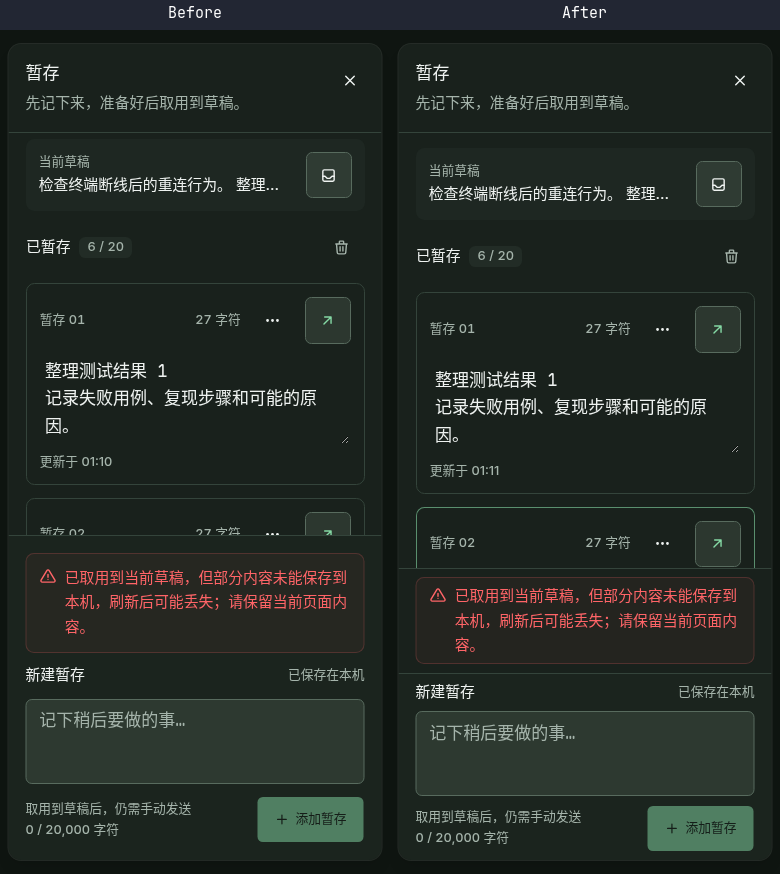 Before
暂存
先记下来，准备好后取用到草稿。
当前草稿
检查终端断线后的重连行为。 整理…
已暂存 6 / 20
暂存 01 27 字符
整理测试结果 1
记录失败用例、复现步骤和可能的原
因。
更新于 01:10
暂存 02 27 字符
已取用到当前草稿，但部分内容未能保存到
本机，刷新后可能丢失；请保留当前页面内
容。
新建暂存 已保存在本机
记下稍后要做的事…
取用到草稿后，仍需手动发送
0 / 20,000 字符
添加暂存
After
暂存
先记下来，准备好后取用到草稿。
当前草稿
检查终端断线后的重连行为。 整理…
已暂存 6 / 20
暂存 01 27 字符
整理测试结果 1
记录失败用例、复现步骤和可能的原
因。
更新于 01:11
暂存 02 27 字符
已取用到当前草稿，但部分内容未能保存到
本机，刷新后可能丢失；请保留当前页面内
容。
新建暂存 已保存在本机
记下稍后要做的事…
取用到草稿后，仍需手动发送
0 / 20,000 字符
添加暂存